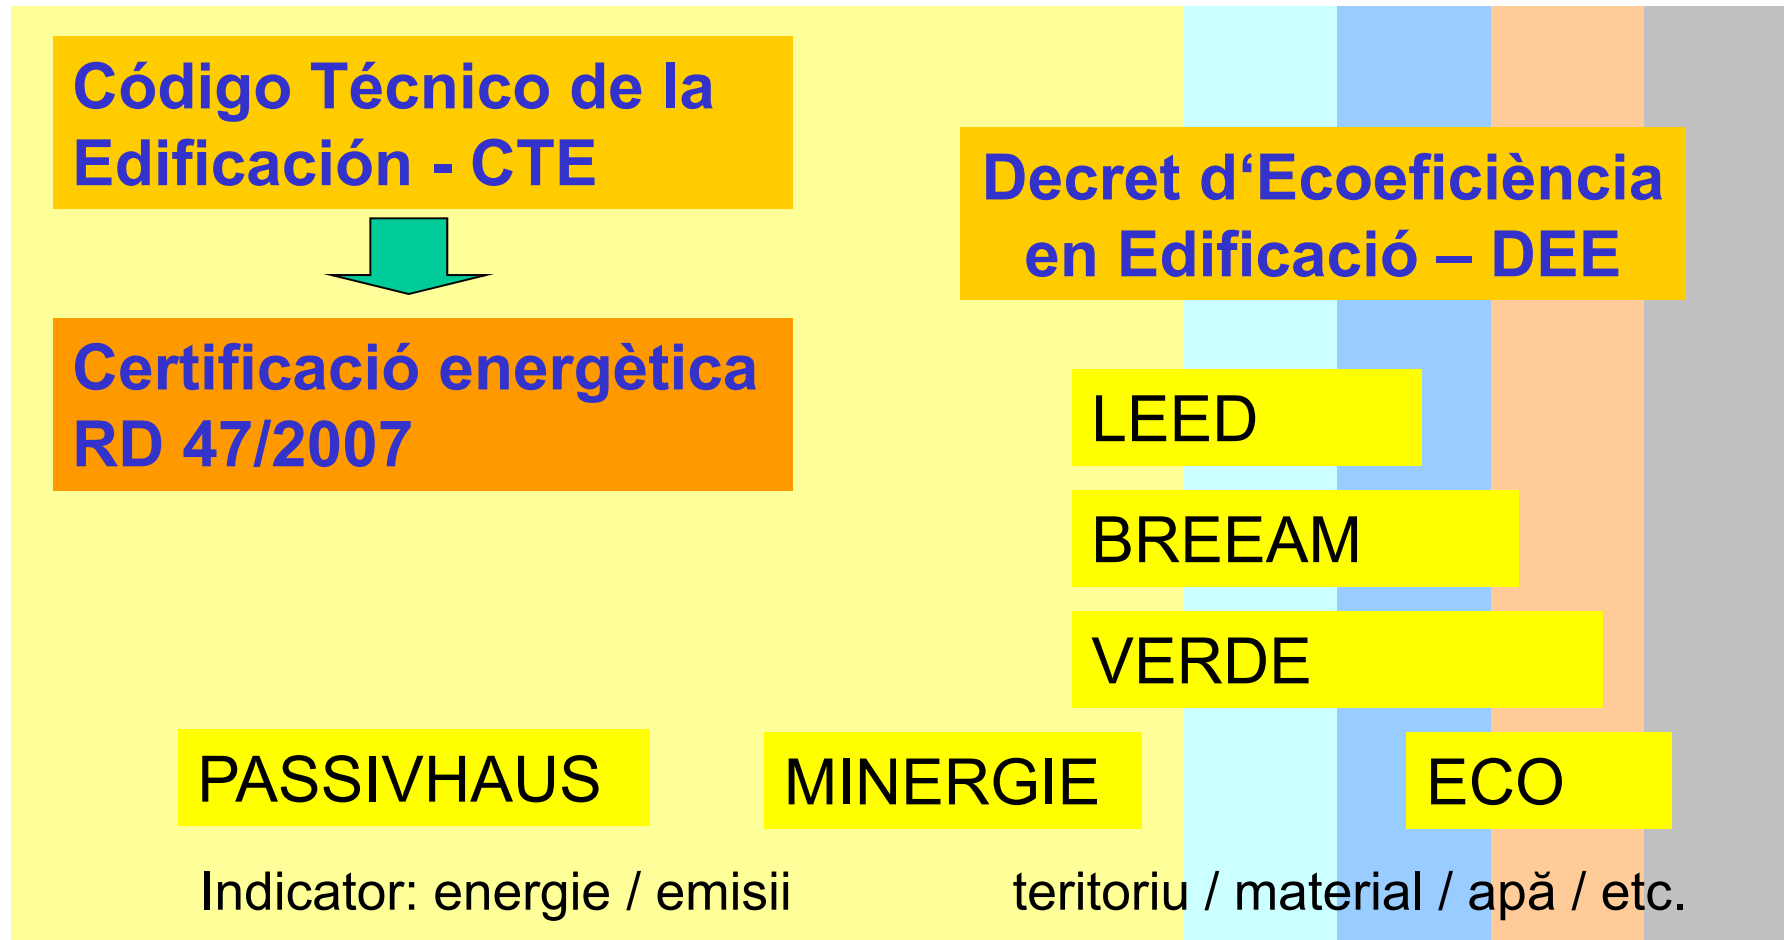 Código Técnico de la
Edificación - CTE
Decret d‘Ecoeficiència
en Edificació – DEE
Certificació energètica
RD 47/2007
LEED
BREEAM
VERDE
PASSIVHAUS
MINERGIE
ECO
Indicator: energie / emisii
teritoriu / material / apă / etc.